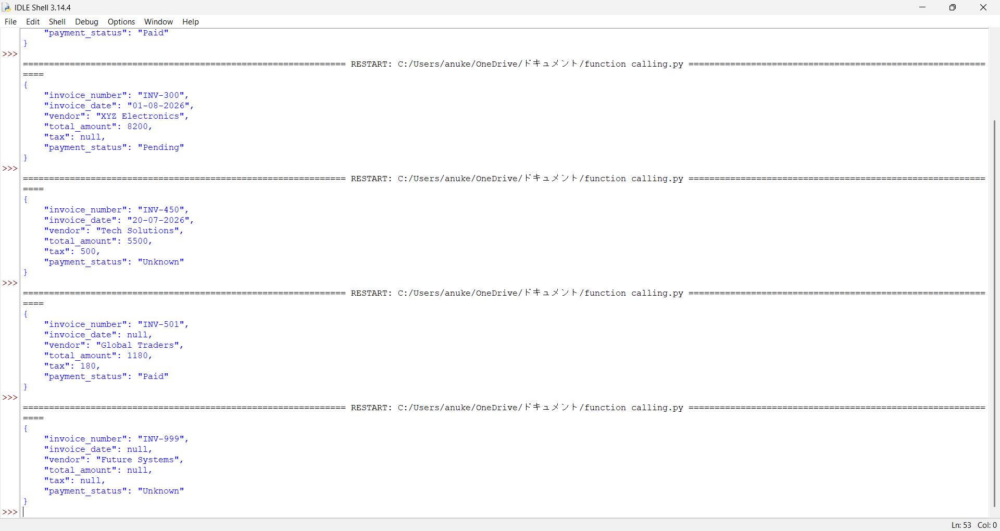 IDLE Shell 3.14.4
File Edit Shell Debug Options Window Help
    "payment_status": "Paid"
}
>>>
============================================================== RESTART: C:/Users/anuke/OneDrive/ドキュメント/function calling.py =========================================================
====
{
    "invoice_number": "INV-300",
    "invoice_date": "01-08-2026",
    "vendor": "XYZ Electronics",
    "total_amount": 8200,
    "tax": null,
    "payment_status": "Pending"
}
>>>
============================================================== RESTART: C:/Users/anuke/OneDrive/ドキュメント/function calling.py =========================================================
====
{
    "invoice_number": "INV-450",
    "invoice_date": "20-07-2026",
    "vendor": "Tech Solutions",
    "total_amount": 5500,
    "tax": 500,
    "payment_status": "Unknown"
}
>>>
============================================================== RESTART: C:/Users/anuke/OneDrive/ドキュメント/function calling.py =========================================================
====
{
    "invoice_number": "INV-501",
    "invoice_date": null,
    "vendor": "Global Traders",
    "total_amount": 1180,
    "tax": 180,
    "payment_status": "Paid"
}
>>>
============================================================== RESTART: C:/Users/anuke/OneDrive/ドキュメント/function calling.py =========================================================
====
{
    "invoice_number": "INV-999",
    "invoice_date": null,
    "vendor": "Future Systems",
    "total_amount": null,
    "tax": null,
    "payment_status": "Unknown"
}
>>>
Ln: 53 Col: 0